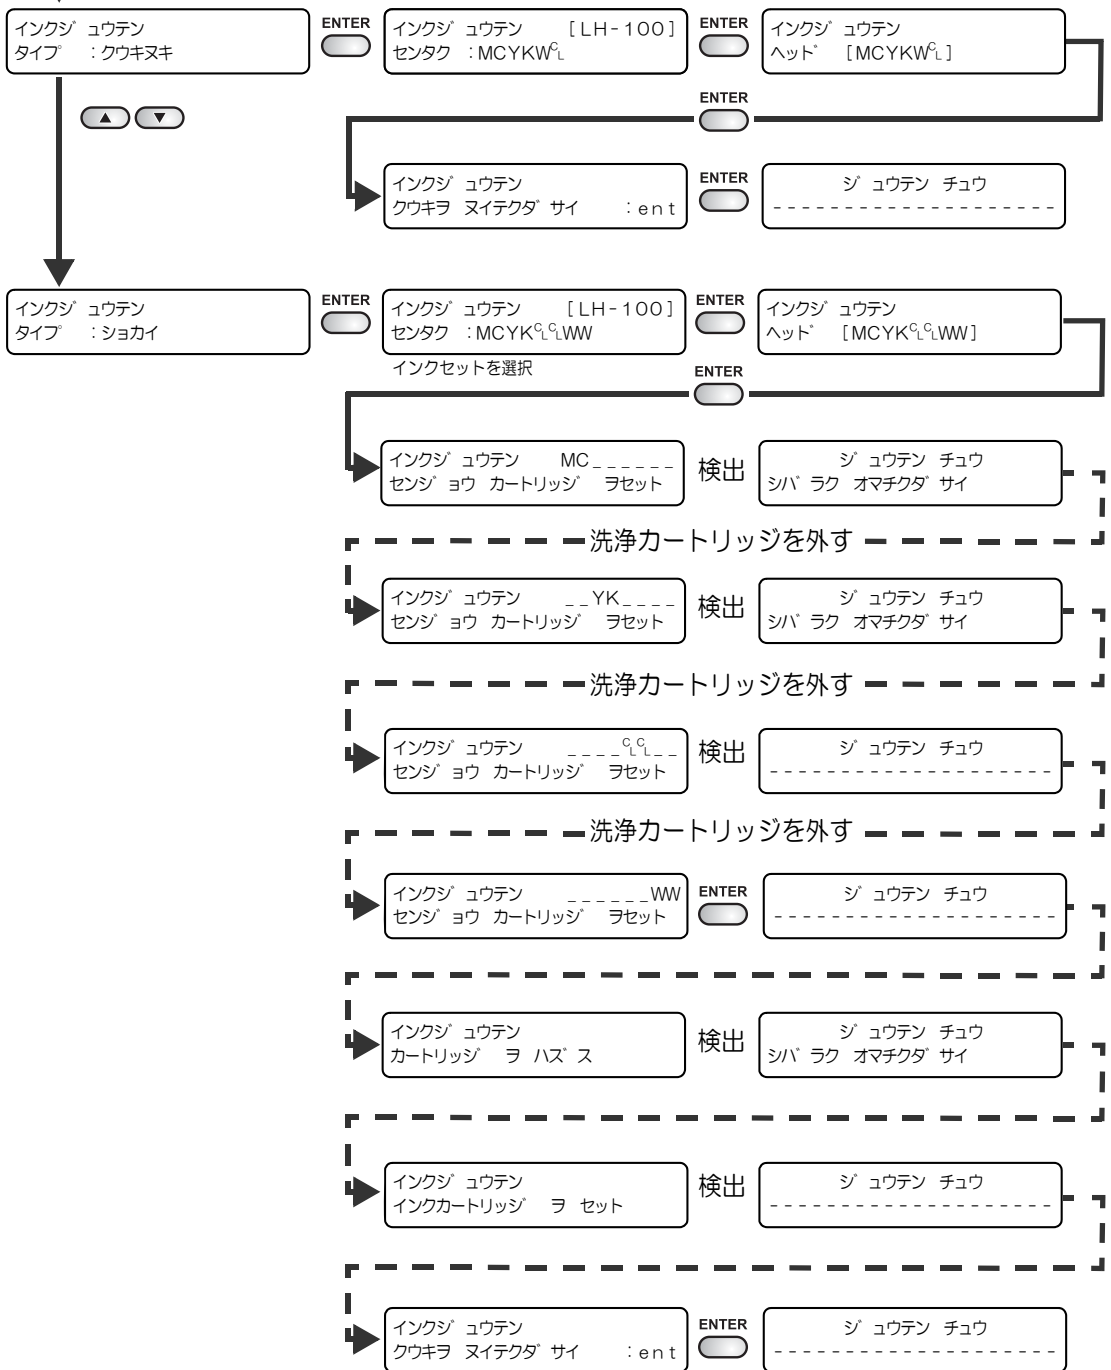 インクジュウテン
タイプ :クウキヌキ
ENTER
インクジュウテン [LH-100]
センタク :MCYKWCL
ENTER
インクジュウテン
ヘッド [MCYKWCL]
ENTER
インクジュウテン
クウキヲ ヌイテクダサイ :ent
ENTER
ジュウテン チュウ
--------------------
インクジュウテン
タイプ :ショカイ
ENTER
インクジュウテン [LH-100]
センタク :MCYKCLCLWW
インクセットを選択
ENTER
インクジュウテン
ヘッド [MCYKCLCLWW]
ENTER
インクジュウテン MC______
センジョウ カートリッジ ヲセット
検出
ジュウテン チュウ
シバラク オマチクダサイ
洗浄カートリッジを外す
インクジュウテン __YK____
センジョウ カートリッジ ヲセット
検出
ジュウテン チュウ
シバラク オマチクダサイ
洗浄カートリッジを外す
インクジュウテン ____CLCL__
センジョウ カートリッジ ヲセット
検出
ジュウテン チュウ
--------------------
洗浄カートリッジを外す
インクジュウテン ______WW
センジョウ カートリッジ ヲセット
ENTER
ジュウテン チュウ
--------------------
インクジュウテン
カートリッジ ヲ ハズス
検出
ジュウテン チュウ
シバラク オマチクダサイ
インクジュウテン
インクカートリッジ ヲ セット
検出
ジュウテン チュウ
--------------------
インクジュウテン
クウキヲ ヌイテクダサイ :ent
ENTER
ジュウテン チュウ
--------------------